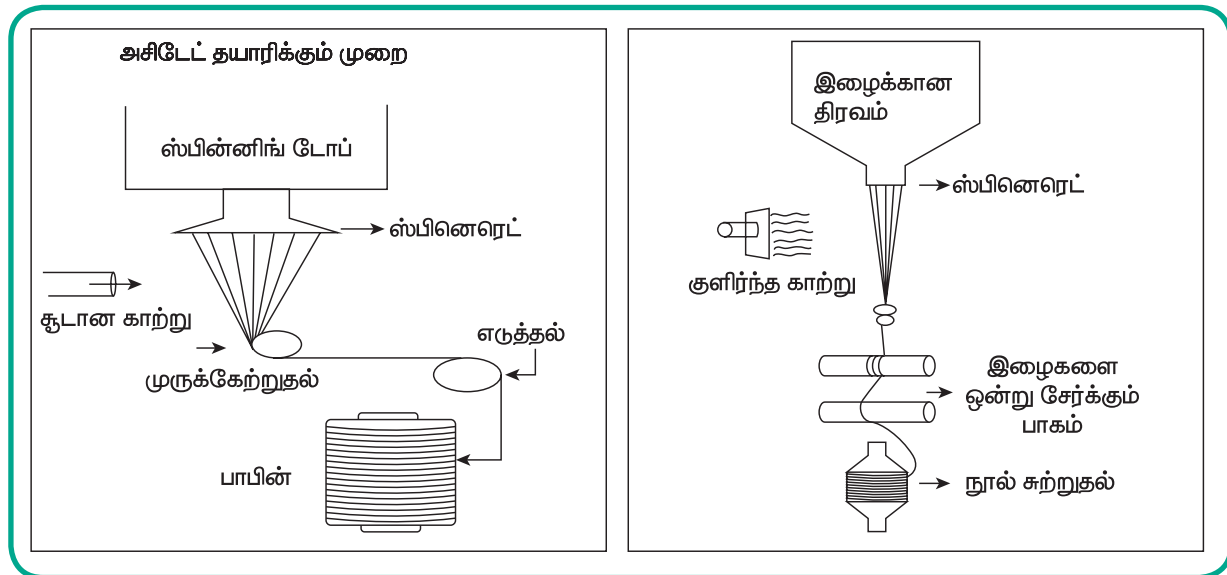 அசிடேட் தயாரிக்கும் முறை
ஸ்பின்னிங் டோப்
ஸ்பினெரெட்
சூடான காற்று
எடுத்தல்
முருக்கேற்றுதல்
பாபின்
இழைக்கான
திரவம்
ஸ்பினெரெட்
குளிர்ந்த காற்று
இழைகளை
ஒன்று சேர்க்கும்
பாகம்
நூல் சுற்றுதல்